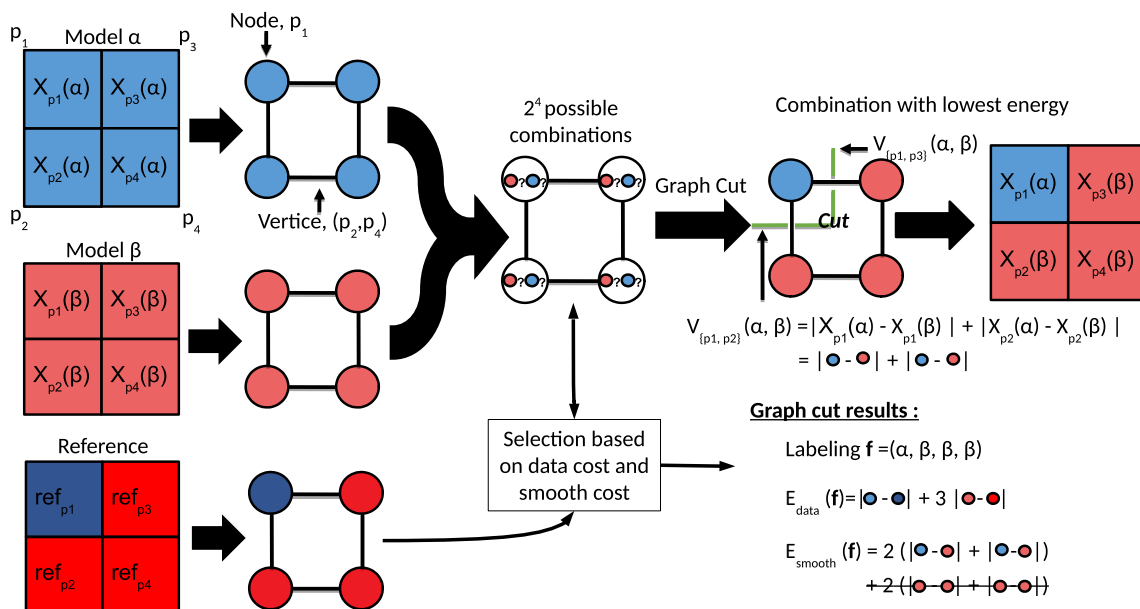 p1 Model α p3
Xp1(α) Xp3(α)
Xp2(α) Xp4(α)
p2 p4
Node, p1
Vertice, (p2,p4)
Model β
Xp1(β) Xp3(β)
Xp2(β) Xp4(β)
Reference
refp1 refp3
refp2 refp4
2^4 possible
combinations
? ? ? ?
? ? ? ?
Selection based
on data cost and
smooth cost
Graph Cut
Combination with lowest energy
V{p1, p3} (α, β)
Cut
Xp1(α) Xp3(β)
Xp2(β) Xp4(β)
V{p1, p2} (α, β) =|Xp1(α) - Xp1(β) | + |Xp2(α) - Xp2(β) |
= | - | + | - |
Graph cut results :
Labeling f =(α, β, β, β)
Edata (f)=| - | + 3 | - |
Esmooth (f) = 2 (| - | + | - |)
+ 2 (| - | + | - |)